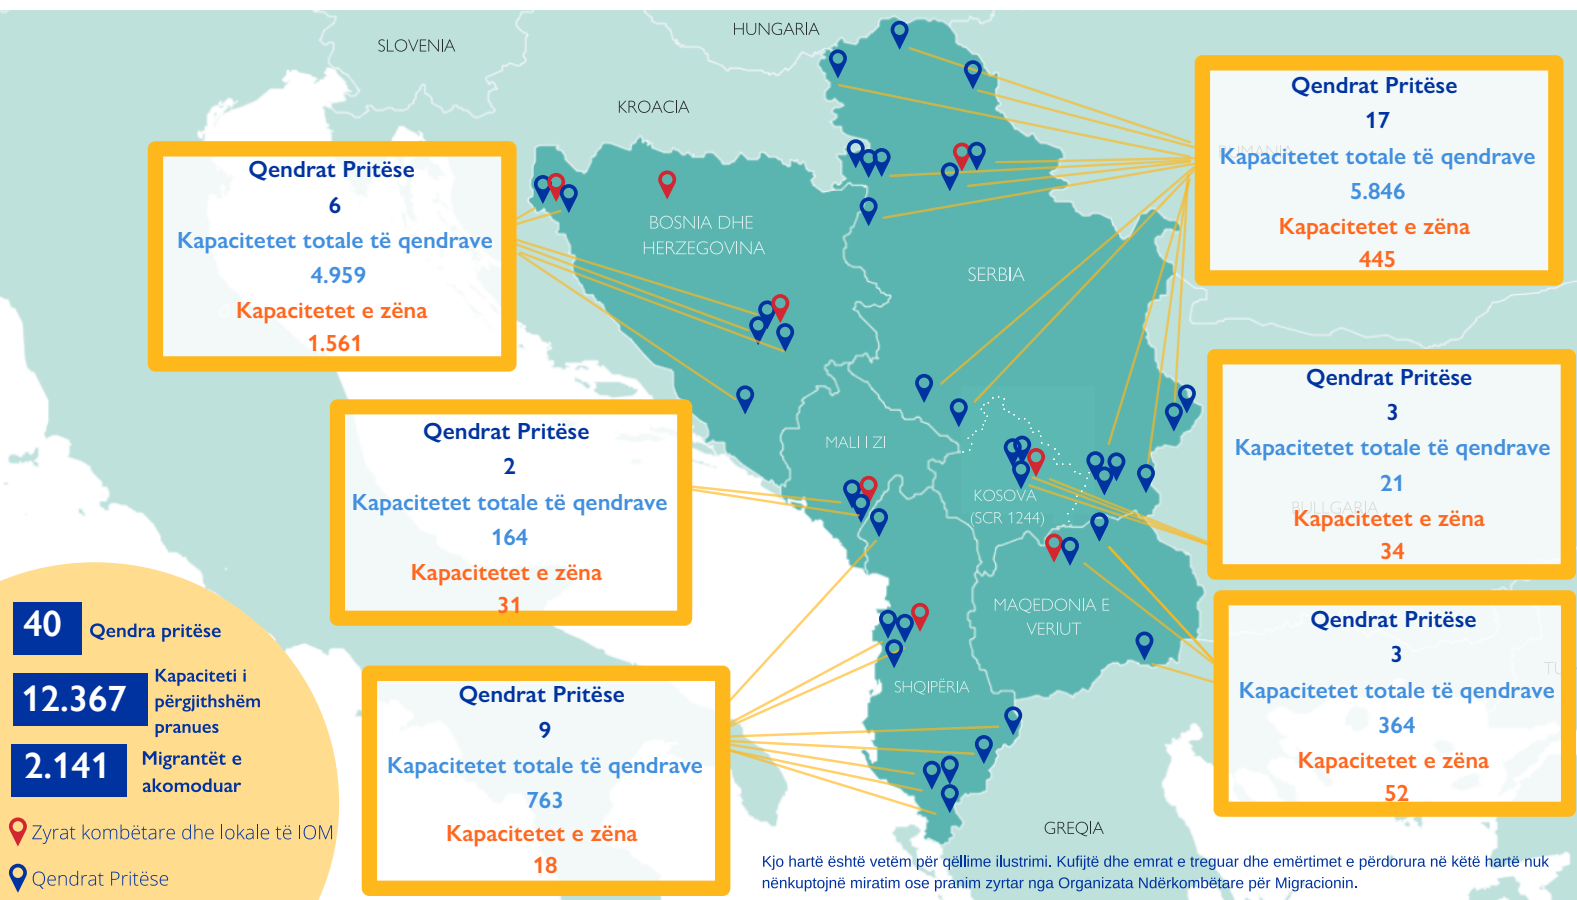 SLOVENIA
HUNGARIA
KROACIA
BOSNIA DHE
HERZEGOVINA
SERBIA
MALI I ZI
KOSOVA
(SCR 1244)
MAQEDONIA E
VERIUT
SHQIPËRIA
GREQIA
BULLGARIA
Qendrat Pritëse
6
Kapacitetet totale të qendrave
4.959
Kapacitetet e zëna
1.561
Qendrat Pritëse
17
Kapacitetet totale të qendrave
5.846
Kapacitetet e zëna
445
Qendrat Pritëse
2
Kapacitetet totale të qendrave
164
Kapacitetet e zëna
31
Qendrat Pritëse
3
Kapacitetet totale të qendrave
21
Kapacitetet e zëna
34
Qendrat Pritëse
9
Kapacitetet totale të qendrave
763
Kapacitetet e zëna
18
Qendrat Pritëse
3
Kapacitetet totale të qendrave
364
Kapacitetet e zëna
52
40
Qendra pritëse
12.367
Kapaciteti i
përgjithshëm
pranues
2.141
Migrantët e
akomoduar
Zyrat kombëtare dhe lokale të IOM
Qendrat Pritëse
Kjo hartë është vetëm për qëllime ilustrimi. Kufijtë dhe emrat e treguar dhe emërtimet e përdorura në këtë hartë nuk
nënkuptojnë miratim ose pranim zyrtar nga Organizata Ndërkombëtare për Migracionin.